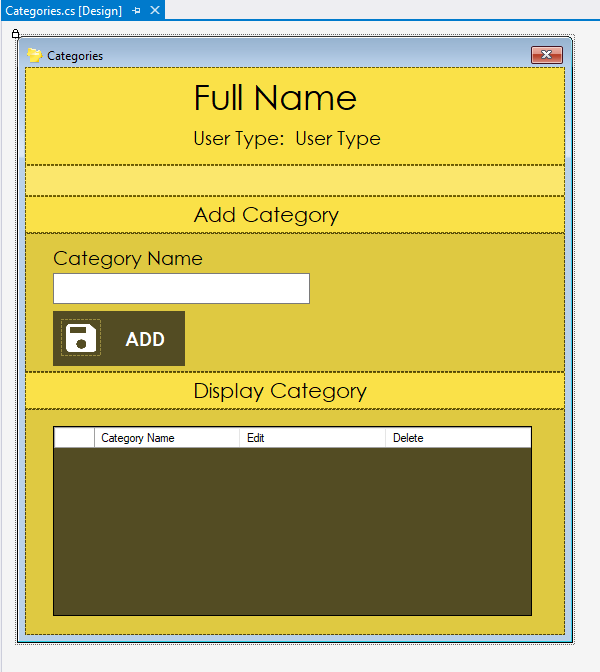 Categories.cs [Design]
Categories
Full Name
User Type: User Type
Add Category
Category Name
ADD
Display Category
Category Name Edit Delete